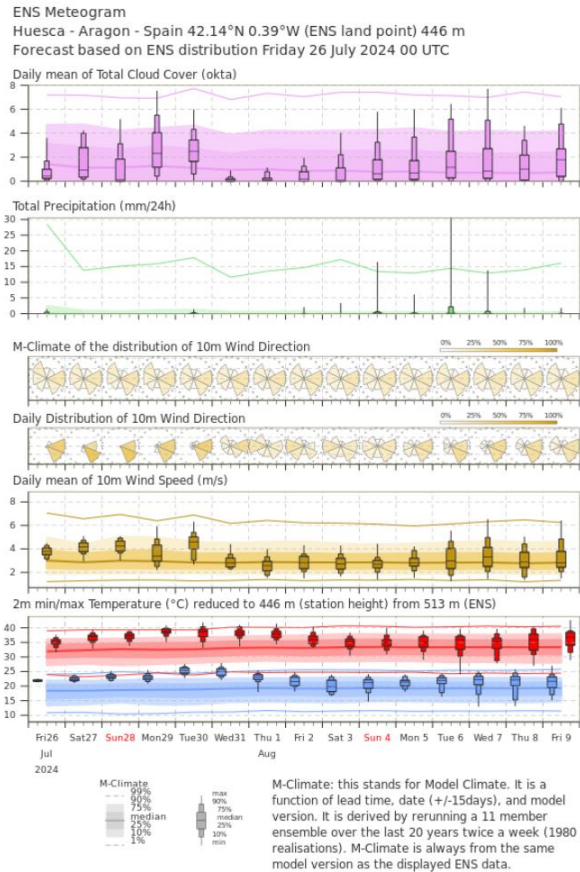 ENS Meteogram
Huesca - Aragon - Spain 42.14°N 0.39°W (ENS land point) 446 m
Forecast based on ENS distribution Friday 26 July 2024 00 UTC
Daily mean of Total Cloud Cover (okta)
8
6
4
2
0
Total Precipitation (mm/24h)
30
25
20
15
10
5
0
M-Climate of the distribution of 10m Wind Direction
0% 25% 50% 75% 100%
Daily Distribution of 10m Wind Direction
0% 25% 50% 75% 100%
Daily mean of 10m Wind Speed (m/s)
8
6
4
2
2m min/max Temperature (°C) reduced to 446 m (station height) from 513 m (ENS)
40
35
30
25
20
15
10
Fri26 Sat27 Sun28 Mon29 Tue30 Wed31 Thu 1 Fri 2 Sat 3 Sun 4 Mon 5 Tue 6 Wed 7 Thu 8 Fri 9
Jul Aug
2024
M-Climate
99%
90%
75%
median
25%
10%
1%
max
90%
75%
median
25%
10%
min
M-Climate: this stands for Model Climate. It is a
function of lead time, date (+/-15days), and model
version. It is derived by rerunning a 11 member
ensemble over the last 20 years twice a week (1980
realisations). M-Climate is always from the same
model version as the displayed ENS data.